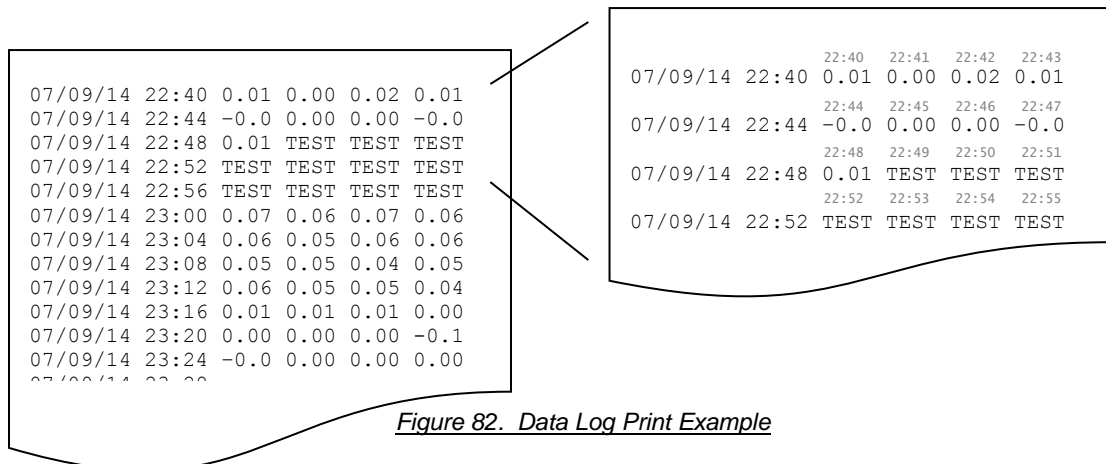 07/09/14 22:40 0.01 0.00 0.02 0.01
07/09/14 22:44 -0.0 0.00 0.00 -0.0
07/09/14 22:48 0.01 TEST TEST TEST
07/09/14 22:52 TEST TEST TEST TEST
07/09/14 22:56 TEST TEST TEST TEST
07/09/14 23:00 0.07 0.06 0.07 0.06
07/09/14 23:04 0.06 0.05 0.06 0.06
07/09/14 23:08 0.05 0.05 0.04 0.05
07/09/14 23:12 0.06 0.05 0.05 0.04
07/09/14 23:16 0.01 0.01 0.01 0.00
07/09/14 23:20 0.00 0.00 0.00 -0.1
07/09/14 23:24 -0.0 0.00 0.00 0.00
22:40 22:41 22:42 22:43
07/09/14 22:40 0.01 0.00 0.02 0.01
22:44 22:45 22:46 22:47
07/09/14 22:44 -0.0 0.00 0.00 -0.0
22:48 22:49 22:50 22:51
07/09/14 22:48 0.01 TEST TEST TEST
22:52 22:53 22:54 22:55
07/09/14 22:52 TEST TEST TEST TEST
Figure 82. Data Log Print Example